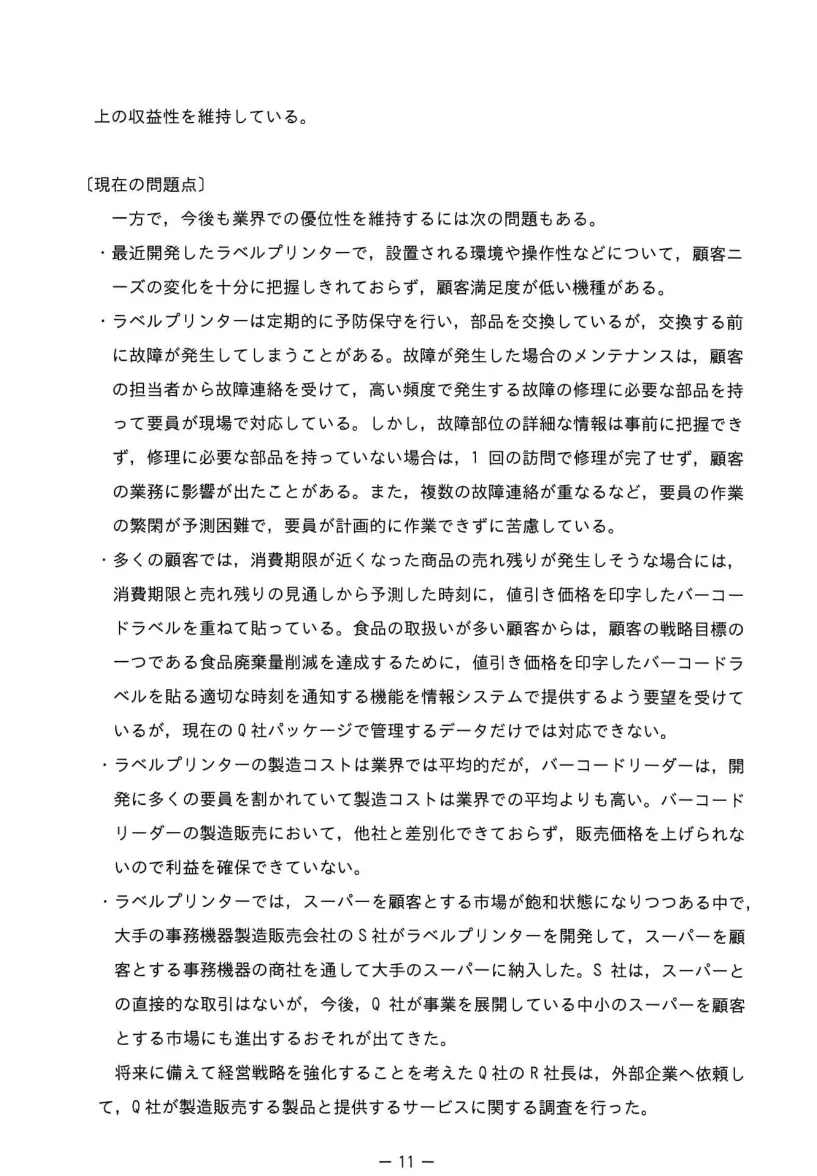 上の収益性を維持している。
〔現在の問題点〕
一方で，今後も業界での優位性を維持するには次の問題もある。
・最近開発したラベルプリンターで，設置される環境や操作性などについて，顧客ニ
ーズの変化を十分に把握しきれておらず，顧客満足度が低い機種がある。
・ラベルプリンターは定期的に予防保守を行い，部品を交換しているが，交換する前
に故障が発生してしまうことがある。故障が発生した場合のメンテナンスは，顧客
の担当者から故障連絡を受けて，高い頻度で発生する故障の修理に必要な部品を持
って要員が現場で対応している。しかし，故障部位の詳細な情報は事前に把握でき
ず，修理に必要な部品を持っていない場合は，1 回の訪問で修理が完了せず，顧客
の業務に影響が出たことがある。また，複数の故障連絡が重なるなど，要員の作業
の繁閑が予測困難で，要員が計画的に作業できずに苦慮している。
・多くの顧客では，消費期限が近くなった商品の売れ残りが発生しそうな場合には，
消費期限と売れ残りの見通しから予測した時刻に，値引き価格を印字したバーコー
ドラベルを重ねて貼っている。食品の取扱いが多い顧客からは，顧客の戦略目標の
一つである食品廃棄量削減を達成するために，値引き価格を印字したバーコードラ
ベルを貼る適切な時刻を通知する機能を情報システムで提供するよう要望を受けて
いるが，現在のＱ社パッケージで管理するデータだけでは対応できない。
・ラベルプリンターの製造コストは業界では平均的だが，バーコードリーダーは，開
発に多くの要員を割かれていて製造コストは業界での平均よりも高い。バーコード
リーダーの製造販売において，他社と差別化できておらず，販売価格を上げられな
いので利益を確保できていない。
・ラベルプリンターでは，スーパーを顧客とする市場が飽和状態になりつつある中で，
大手の事務機器製造販売会社のＳ社がラベルプリンターを開発して，スーパーを顧
客とする事務機器の商社を通して大手のスーパーに納入した。Ｓ社は，スーパーと
の直接的な取引はないが，今後，Ｑ社が事業を展開している中小のスーパーを顧客
とする市場にも進出するおそれが出てきた。
将来に備えて経営戦略を強化することを考えたＱ社のＲ社長は，外部企業へ依頼し
て，Ｑ社が製造販売する製品と提供するサービスに関する調査を行った。
－ 11 －